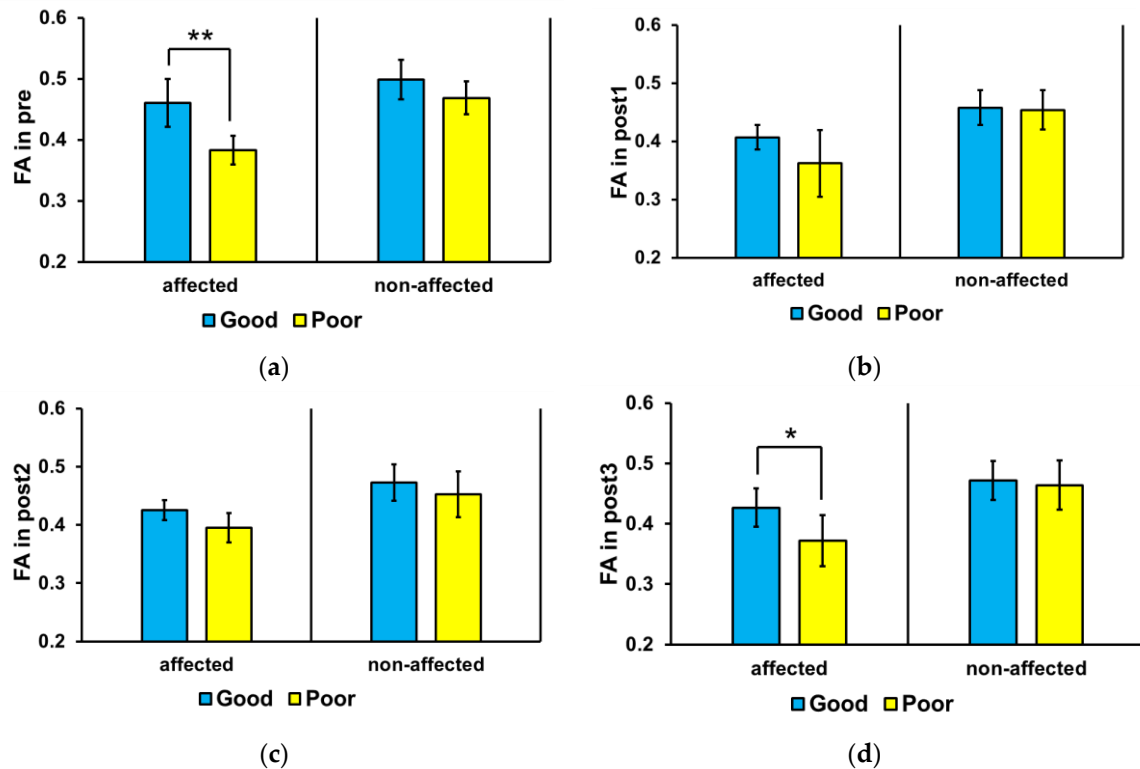 FA in pre
0.6
0.5
0.4
0.3
0.2
**
affected
non-affected
Good Poor
(a)
FA in post1
0.6
0.5
0.4
0.3
0.2
affected
non-affected
Good Poor
(b)
FA in post2
0.6
0.5
0.4
0.3
0.2
affected
non-affected
Good Poor
(c)
FA in post3
0.6
0.5
0.4
0.3
0.2
*
affected
non-affected
Good Poor
(d)